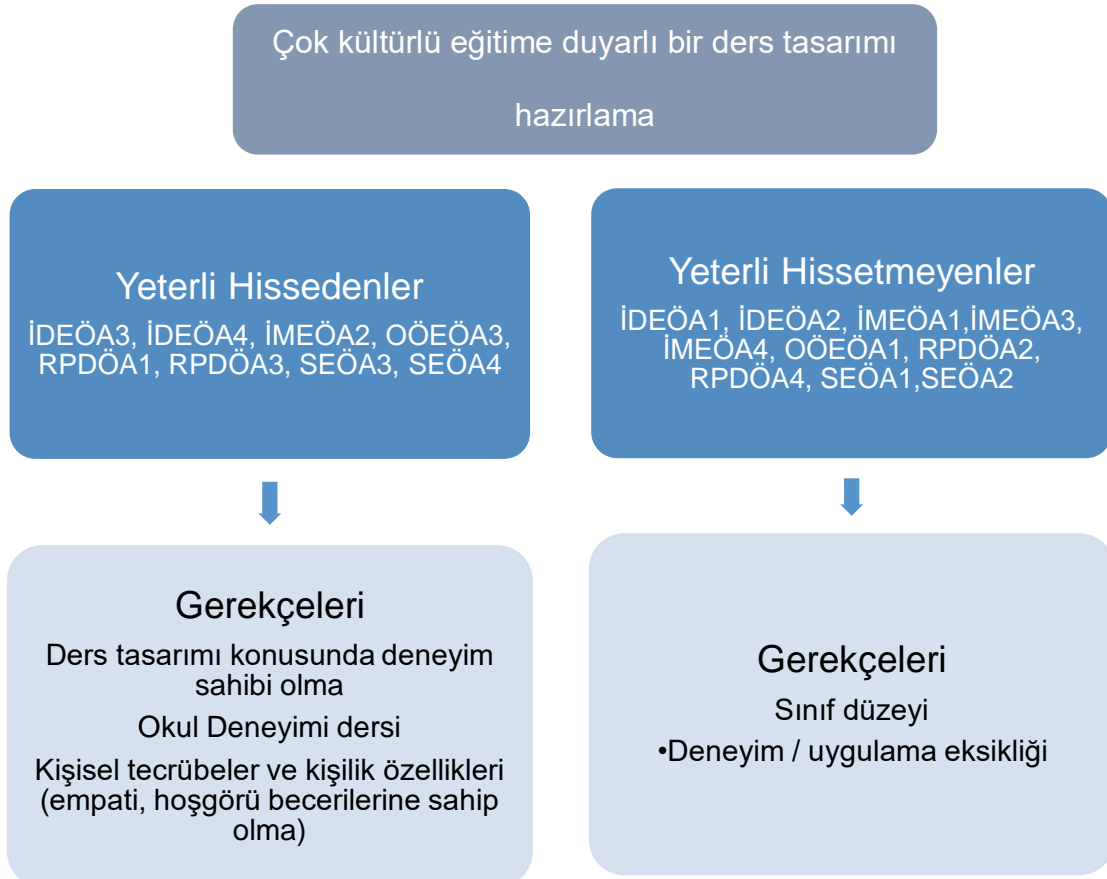 Çok kültürlü eğitime duyarlı bir ders tasarımı
hazırlama
Yeterli Hissedenler
İDEÖA3, İDEÖA4, İMEÖA2, OÖEÖA3,
RPDÖA1, RPDÖA3, SEÖA3, SEÖA4
Yeterli Hissetmeyenler
İDEÖA1, İDEÖA2, İMEÖA1,İMEÖA3,
İMEÖA4, OÖEÖA1, RPDÖA2,
RPDÖA4, SEÖA1,SEÖA2
Gerekçeleri
Ders tasarımı konusunda deneyim
sahibi olma
Okul Deneyimi dersi
Kişisel tecrübeler ve kişilik özellikleri
(empati, hoşgörü becerilerine sahip
olma)
Gerekçeleri
Sınıf düzeyi
•Deneyim / uygulama eksikliği